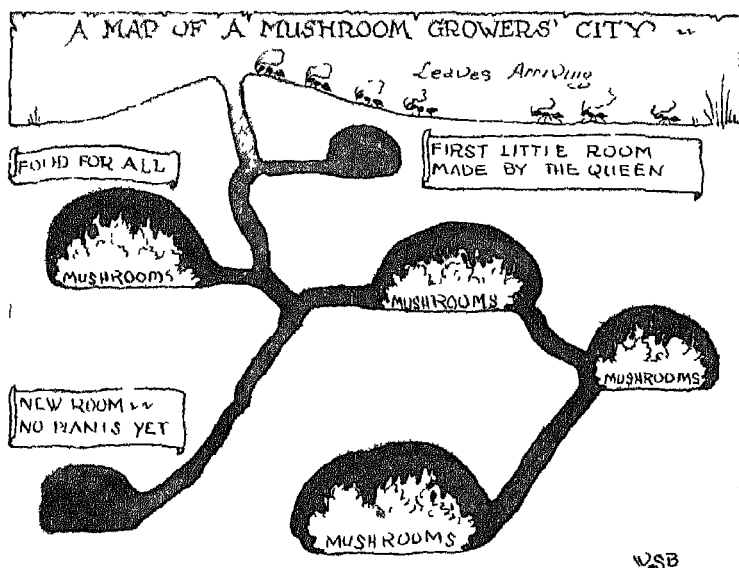 A MAP OF A MUSHROOM GROWERS' CITY
Leaves Arriving
FOOD FOR ALL
FIRST LITTLE ROOM
MADE BY THE QUEEN
MUSHROOMS
MUSHROOMS
MUSHROOMS
NEW ROOM
NO PLANTS YET
MUSHROOMS
WSB